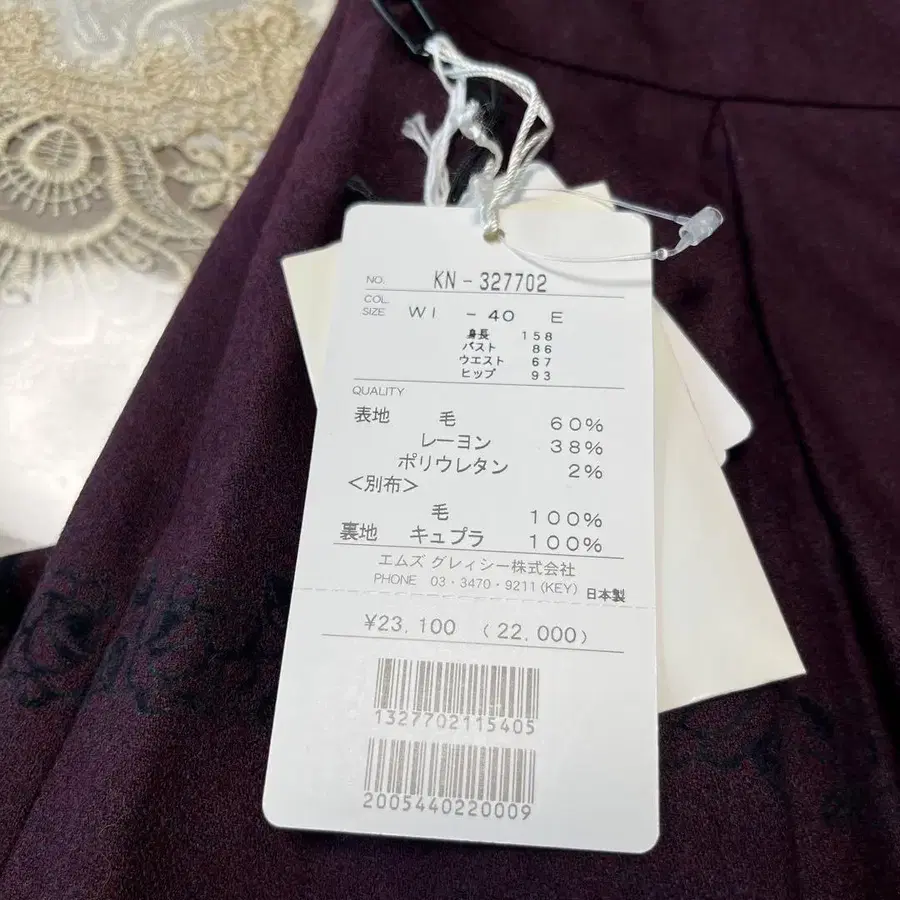 NO. KN-327702
COL.
SIZE WI -40 E
身長 158
バスト 86
ウエスト 67
ヒップ 93
QUALITY
表地 毛 60%
レーヨン 38%
ポリウレタン 2%
<別布>
毛 100%
裏地 キュプラ 100%
エムズ グレィシー株式会社
PHONE 03・3470・9211(KEY) 日本製
¥23,100 (22,000)
1327702115405
2005440220009